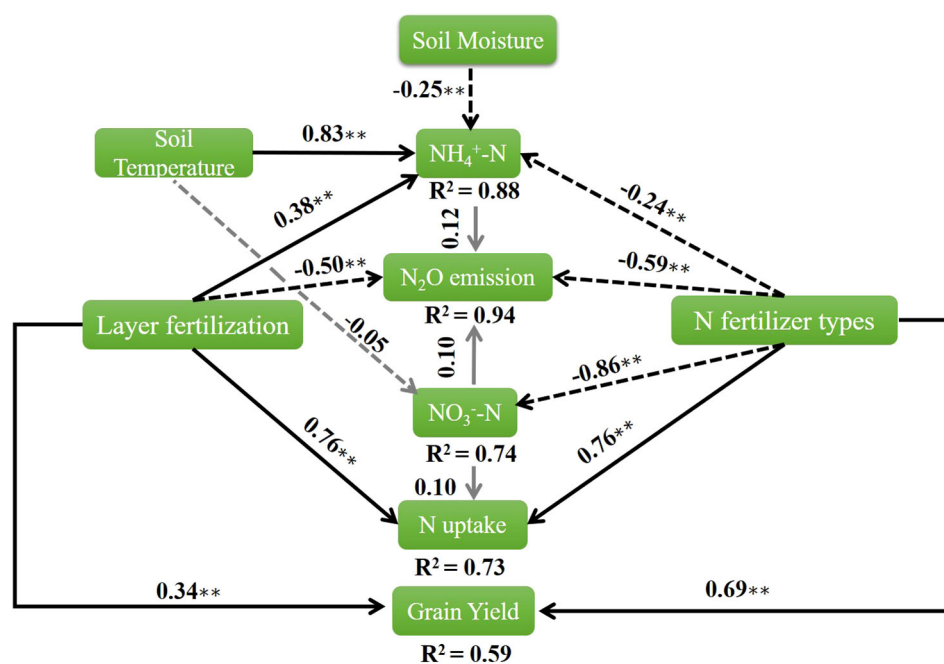 Soil Moisture
-0.25**
Soil
Temperature
0.83**
NH₄⁺-N
R² = 0.88
0.38**
-0.24**
0.12
-0.50**
N₂O emission
-0.59**
R² = 0.94
Layer fertilization
N fertilizer types
-0.05
0.10
-0.86**
NO₃⁻-N
R² = 0.74
0.76**
0.76**
0.10
N uptake
R² = 0.73
0.34**
Grain Yield
0.69**
R² = 0.59